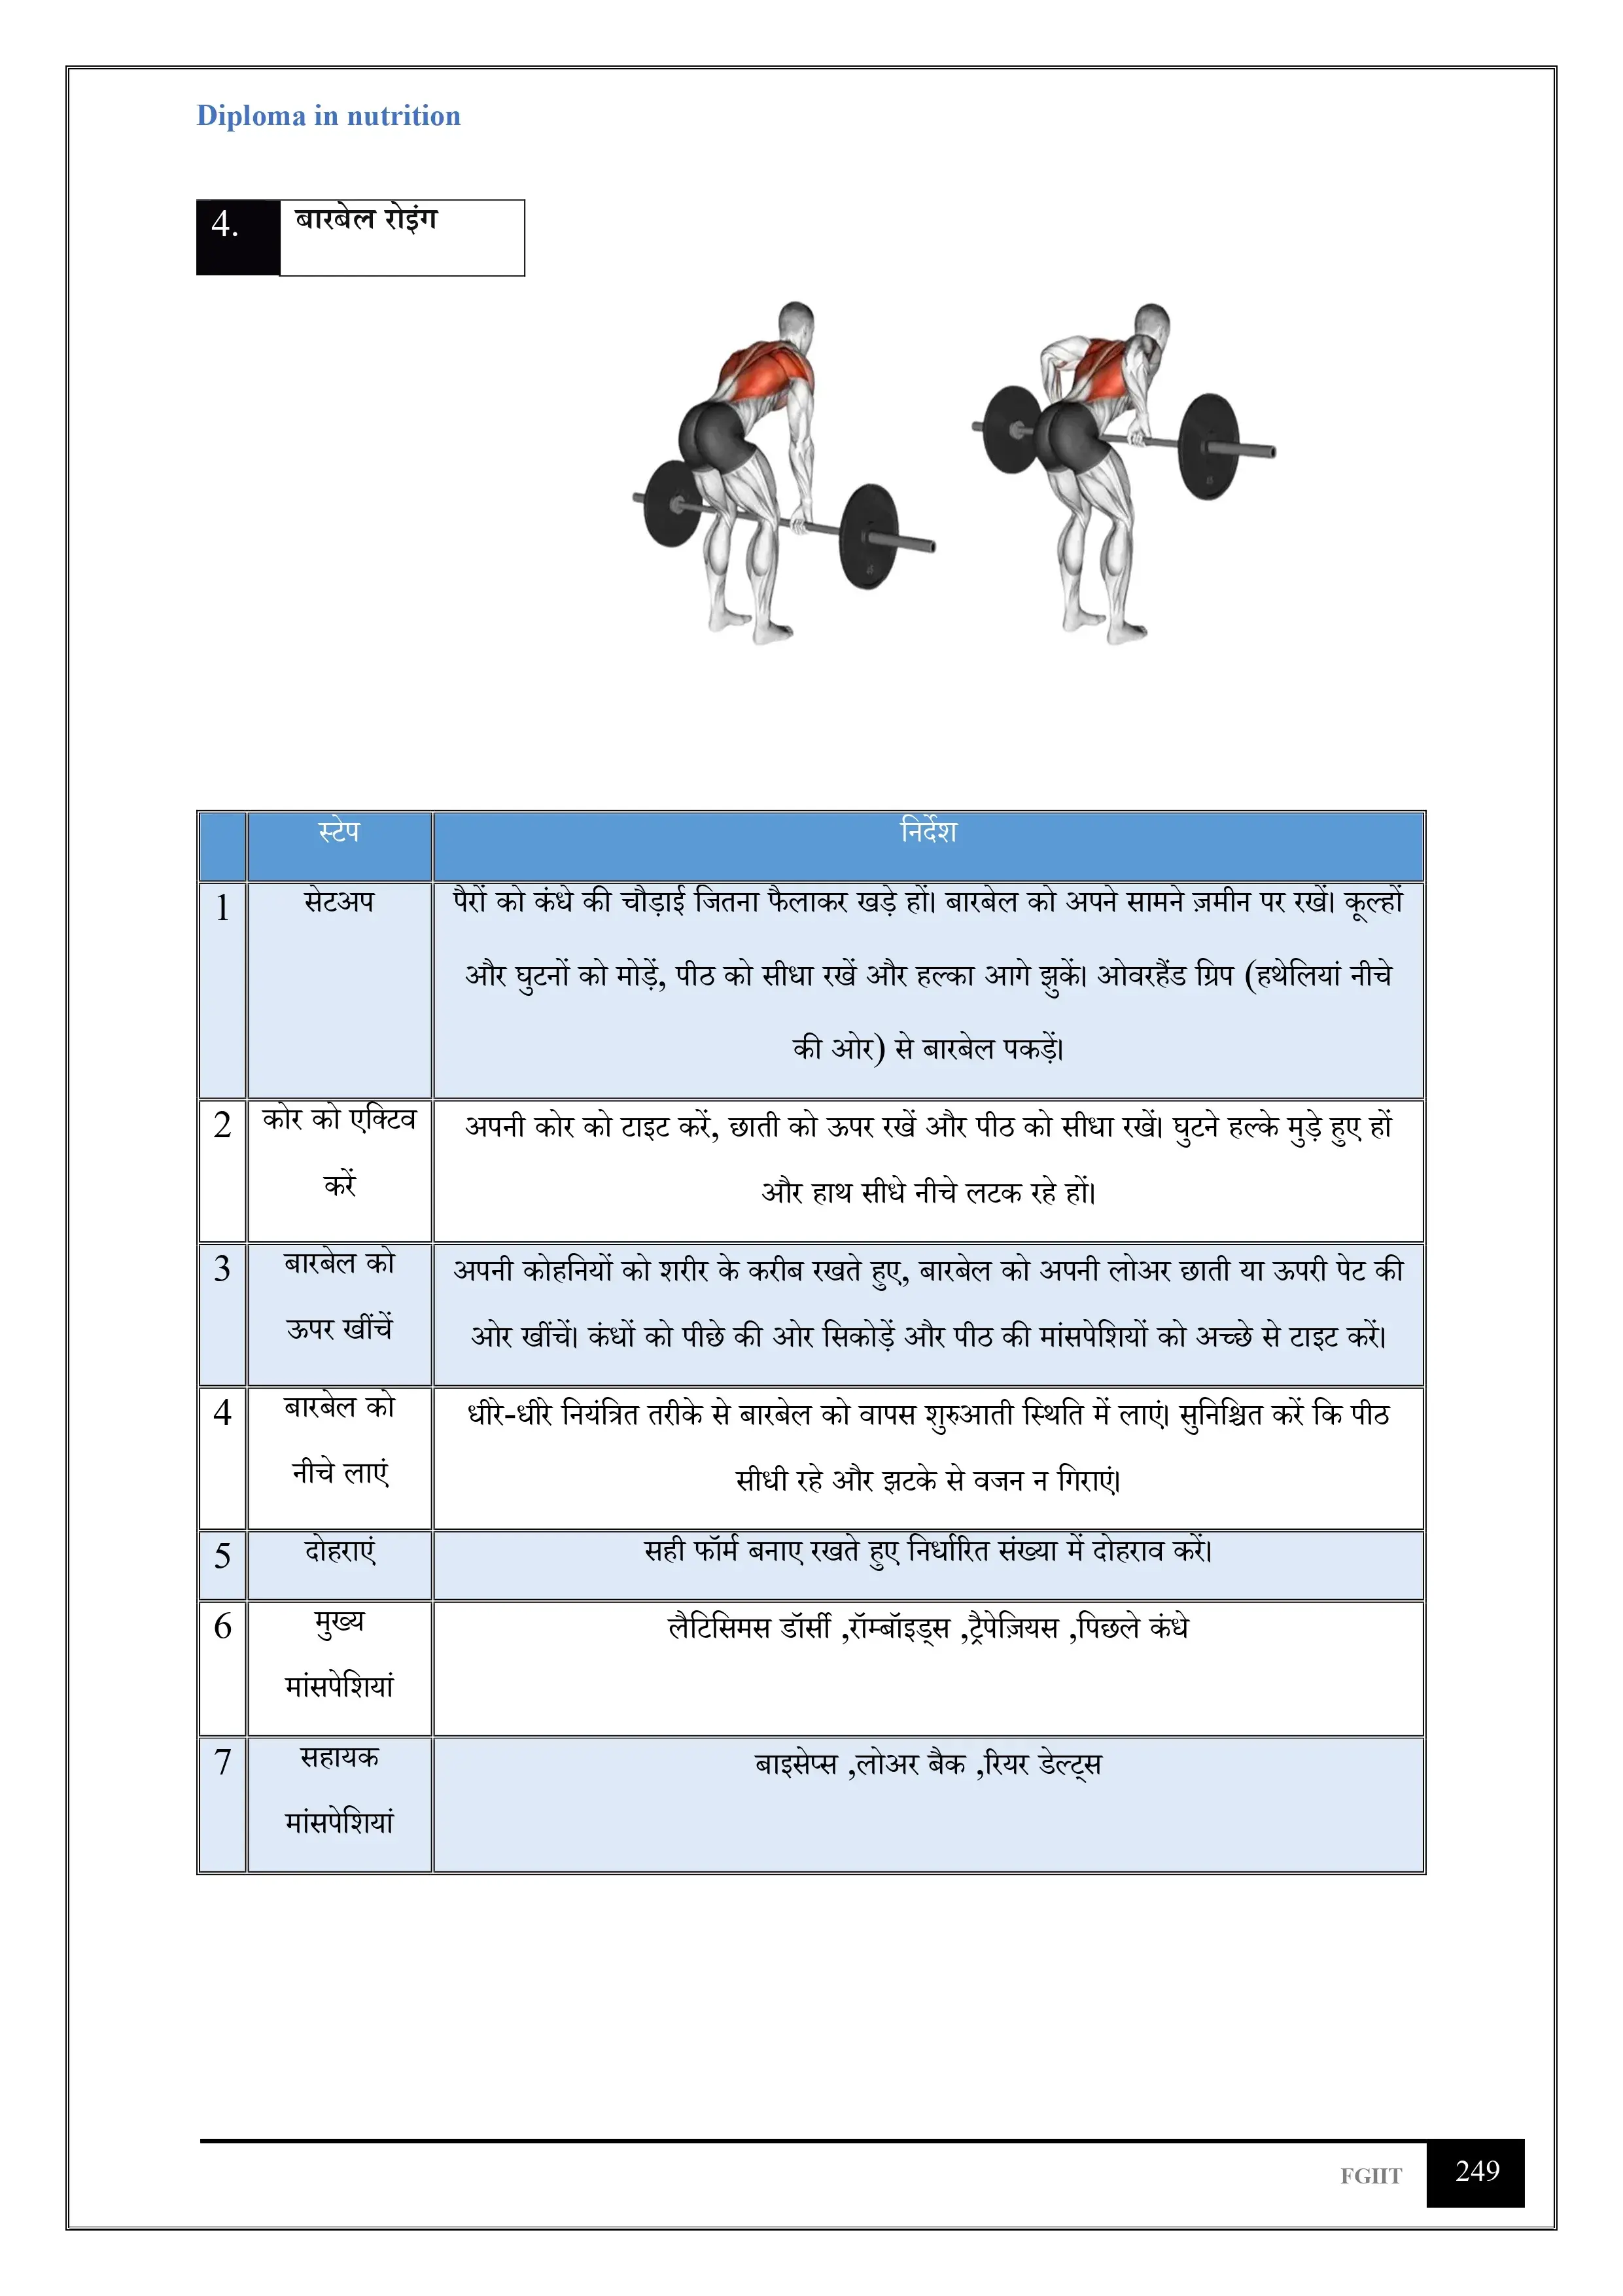 Diploma in nutrition
4. बारबेल रोइंग
स्टेप निर्देश
1 सेटअप पैरों को कंधे की चौड़ाई जितना फैलाकर खड़े हों। बारबेल को अपने सामने ज़मीन पर रखें। कूल्हों
और घुटनों को मोड़ें, पीठ को सीधा रखें और हल्का आगे झुकें। ओवरहैंड ग्रिप (हथेलियां नीचे
की ओर) से बारबेल पकड़ें।
2 कोर को एक्टिव अपनी कोर को टाइट करें, छाती को ऊपर रखें और पीठ को सीधा रखें। घुटने हल्के मुड़े हुए हों
करें और हाथ सीधे नीचे लटक रहे हों।
3 बारबेल को अपनी कोहनियों को शरीर के करीब रखते हुए, बारबेल को अपनी लोअर छाती या ऊपरी पेट की
ऊपर खींचें ओर खींचें। कंधों को पीछे की ओर सिकोड़ें और पीठ की मांसपेशियों को अच्छे से टाइट करें।
4 बारबेल को धीरे-धीरे नियंत्रित तरीके से बारबेल को वापस शुरुआती स्थिति में लाएं। सुनिश्चित करें कि पीठ
नीचे लाएं सीधी रहे और झटके से वजन न गिराएं।
5 दोहराएं सही फॉर्म बनाए रखते हुए निर्धारित संख्या में दोहराव करें।
6 मुख्य लैटिसिमस डॉर्सी ,रॉम्बॉइड्स ,ट्रैपेज़ियस ,पिछले कंधे
मांसपेशियां
7 सहायक बाइसेप्स ,लोअर बैक ,रियर डेल्ट्स
मांसपेशियां
FGIIT 249